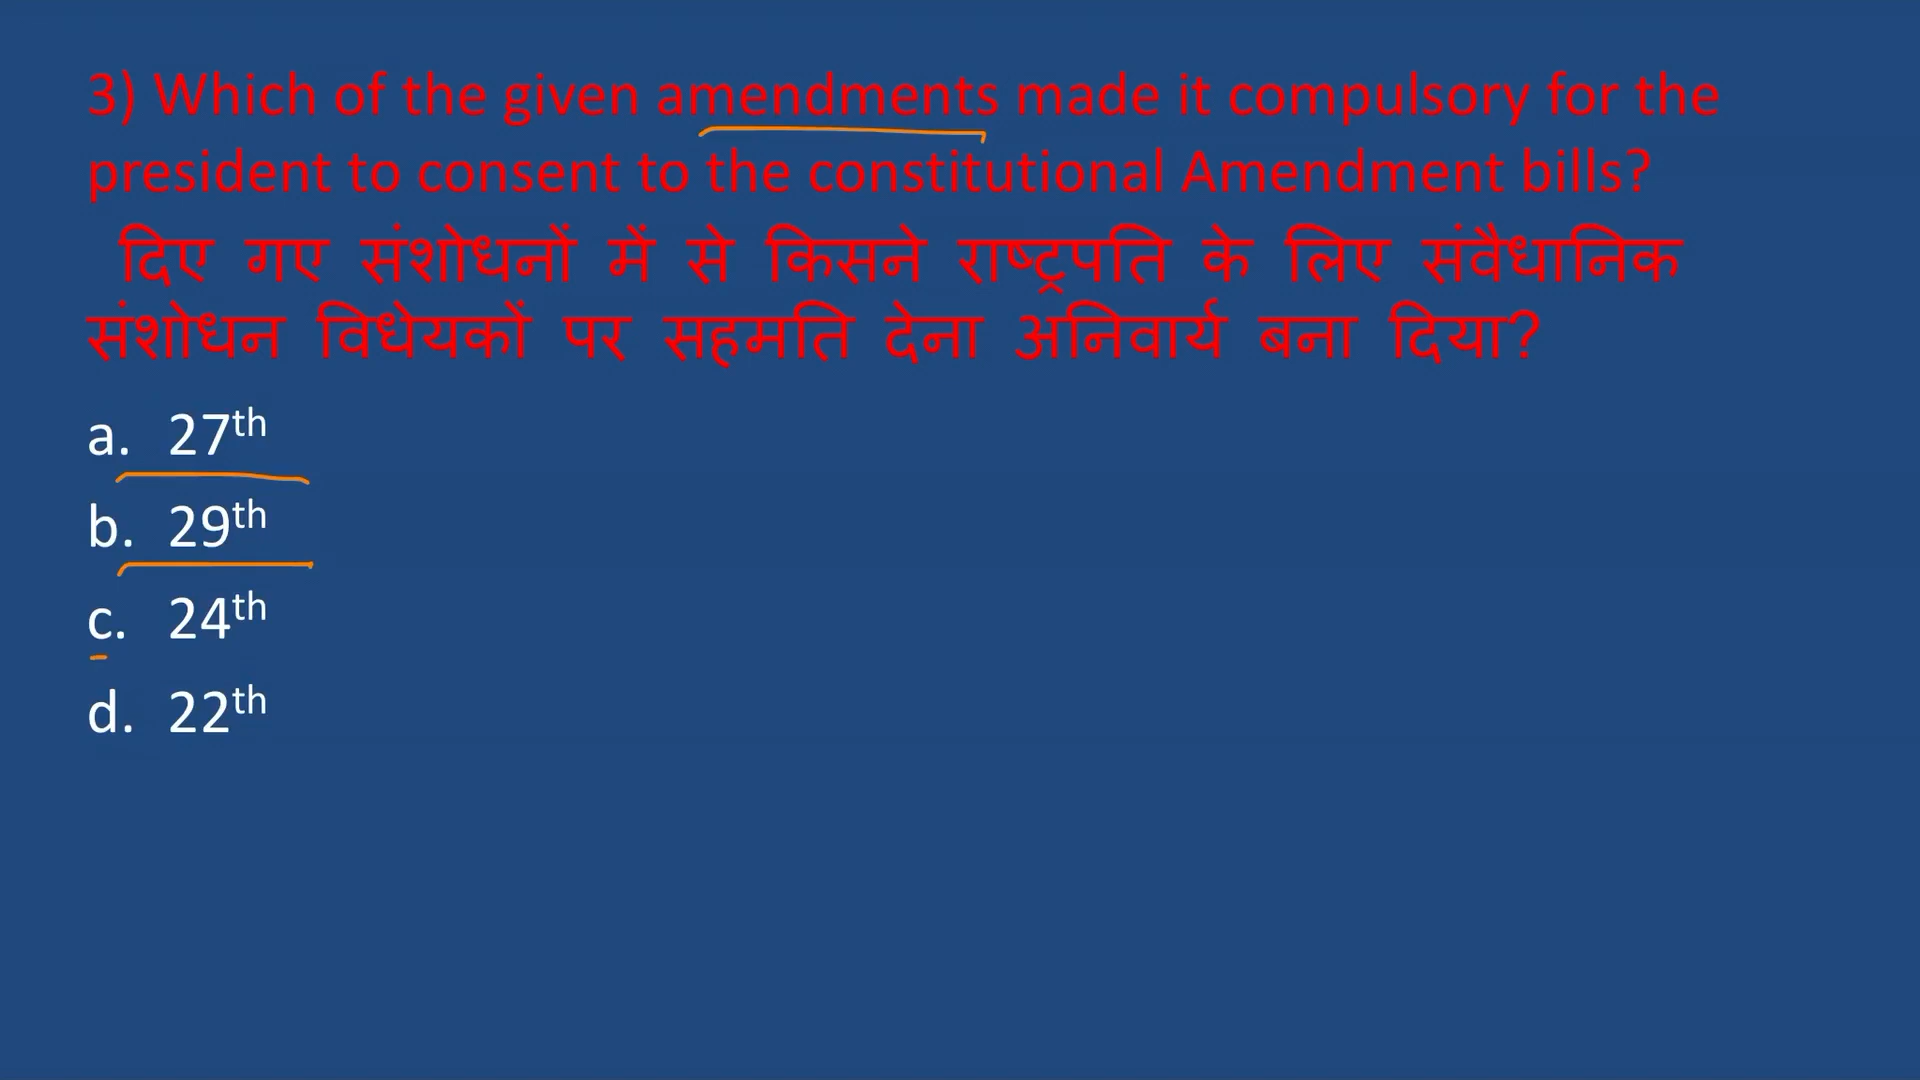 3) Which of the given amendments made it compulsory for the
president to consent to the constitutional Amendment bills?
दिए गए संशोधनों में से किसने राष्ट्रपति के लिए संवैधानिक
संशोधन विधेयकों पर सहमति देना अनिवार्य बना दिया?
a. 27th
b. 29th
c. 24th
d. 22th